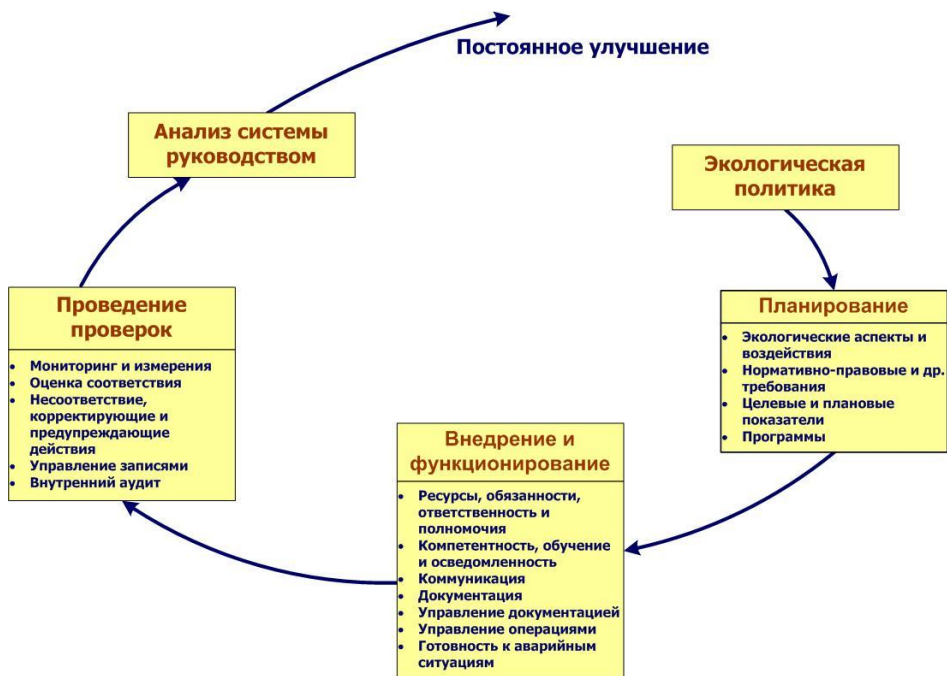 Постоянное улучшение
Анализ системы
руководством
Экологическая
политика
Планирование
• Экологические аспекты и
воздействия
• Нормативно-правовые и др.
требования
• Целевые и плановые
показатели
• Программы
Внедрение и
функционирование
• Ресурсы, обязанности,
ответственность и
полномочия
• Компетентность, обучение
и осведомленность
• Коммуникация
• Документация
• Управление документацией
• Управление операциями
• Готовность к аварийным
ситуациям
Проведение
проверок
• Мониторинг и измерения
• Оценка соответствия
• Несоответствие,
корректирующие и
предупреждающие
действия
• Управление записями
• Внутренний аудит